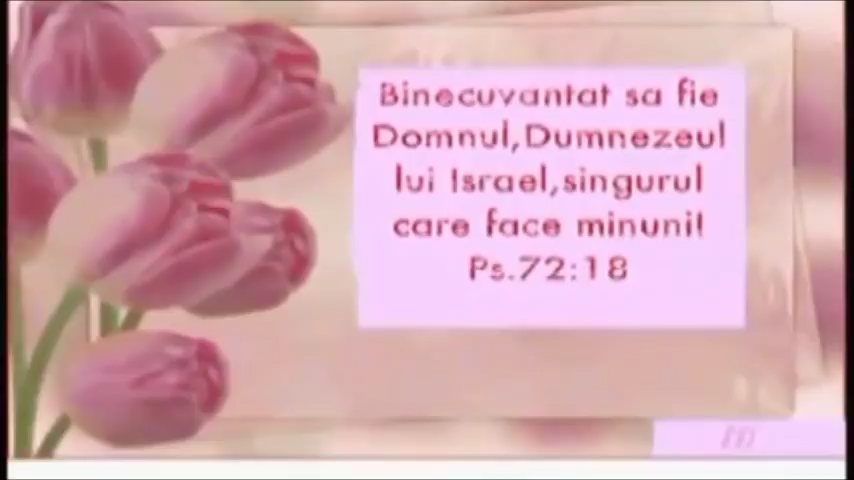 Binecuvantat sa fie
Domnul,Dumnezeul
lui Israel,singurul
care face minuni!
Ps.72:18